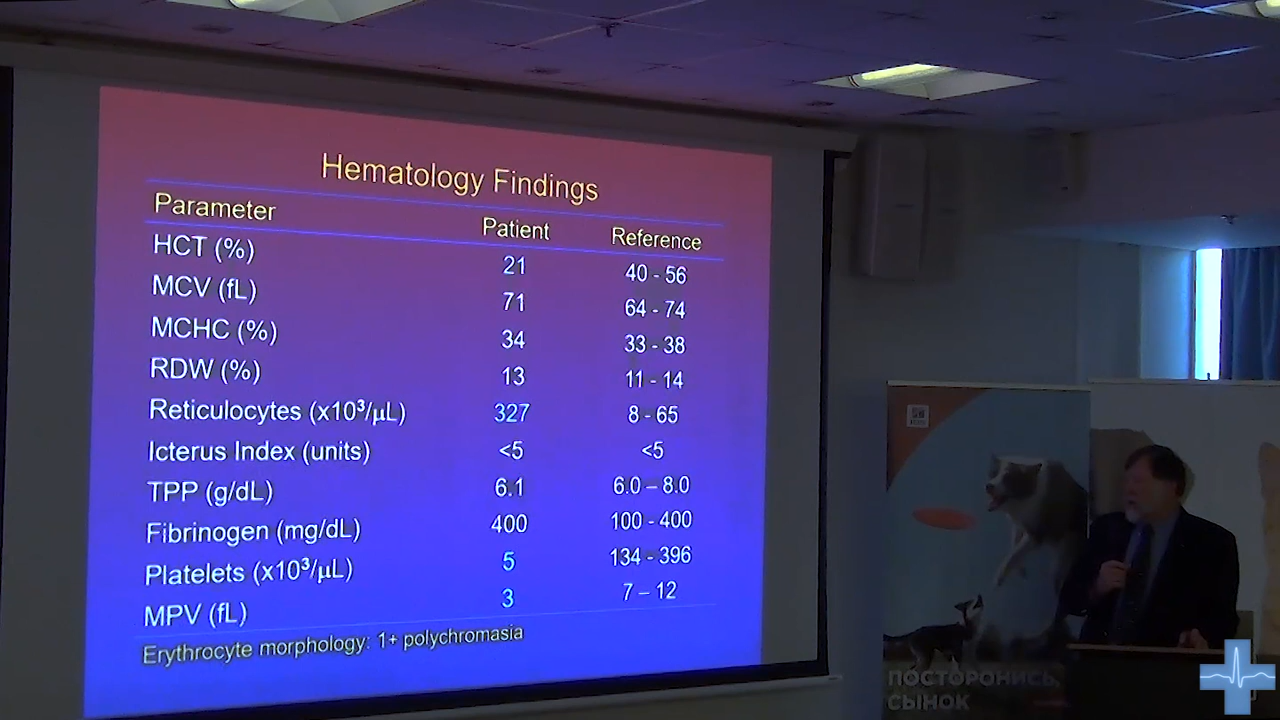 Hematology Findings
Parameter Patient Reference
HCT (%) 21 40 - 56
MCV (fL) 71 64 - 74
MCHC (%) 34 33 - 38
RDW (%) 13 11 - 14
Reticulocytes (x10³/µL) 327 8 - 65
Icterus Index (units) <5 <5
TPP (g/dL) 6.1 6.0 – 8.0
Fibrinogen (mg/dL) 400 100 - 400
Platelets (x10³/µL) 5 134 - 396
MPV (fL) 3 7 – 12
Erythrocyte morphology: 1+ polychromasia
ПОСТОРОНИСЬ,
СЫНОК